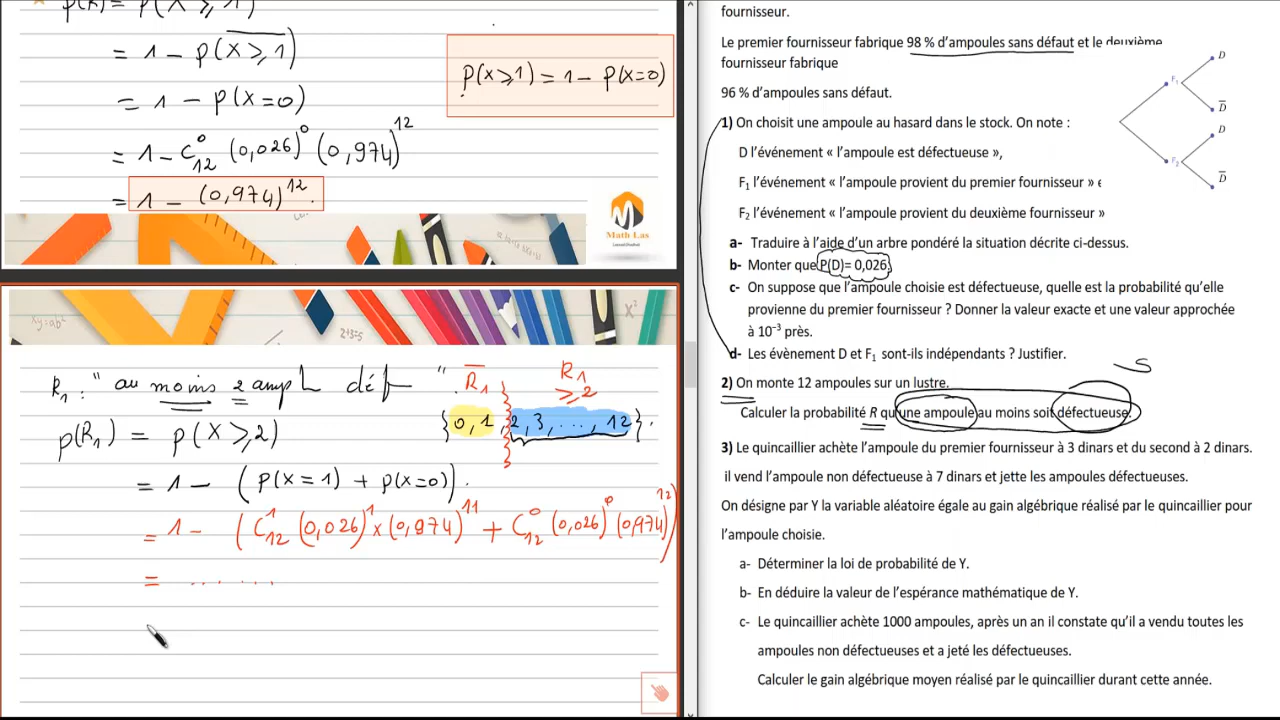 p(R) = p(X ⩾ 1)
= 1 - p(X⩾1)
= 1 - p(X=0)
= 1 - C⁰₁₂ (0,026)⁰ (0,974)¹²
= 1 - (0,974)¹².
p(X⩾1) = 1 - p(X=0)
Math Las
R₁: " au moins 2 amp déf ".
R̅₁
R₁
⩾2
{0, 1, 2, 3, ..., 12}.
p(R₁) = p(X ⩾ 2)
= 1 - (p(X=1) + p(X=0)).
= 1 - (C¹₁₂ (0,026)¹ × (0,974)¹¹ + C⁰₁₂ (0,026)⁰ (0,974)¹²)
= .......
fournisseur.
Le premier fournisseur fabrique 98 % d'ampoules sans défaut et le deuxième
fournisseur fabrique
96 % d'ampoules sans défaut.
F₁
D
D̅
F₂
D
D̅
1) On choisit une ampoule au hasard dans le stock. On note :
D l'événement « l'ampoule est défectueuse »,
F₁ l'événement « l'ampoule provient du premier fournisseur » e
F₂ l'événement « l'ampoule provient du deuxième fournisseur »
a- Traduire à l'aide d'un arbre pondéré la situation décrite ci-dessus.
b- Monter que P(D)= 0,026.
c- On suppose que l'ampoule choisie est défectueuse, quelle est la probabilité qu'elle
provienne du premier fournisseur ? Donner la valeur exacte et une valeur approchée
à 10⁻³ près.
d- Les évènement D et F₁ sont-ils indépendants ? Justifier.
S
2) On monte 12 ampoules sur un lustre.
Calculer la probabilité R qu'une ampoule au moins soit défectueuse.
3) Le quincaillier achète l'ampoule du premier fournisseur à 3 dinars et du second à 2 dinars.
il vend l'ampoule non défectueuse à 7 dinars et jette les ampoules défectueuses.
On désigne par Y la variable aléatoire égale au gain algébrique réalisé par le quincaillier pour
l'ampoule choisie.
a- Déterminer la loi de probabilité de Y.
b- En déduire la valeur de l'espérance mathématique de Y.
c- Le quincaillier achète 1000 ampoules, après un an il constate qu'il a vendu toutes les
ampoules non défectueuses et a jeté les défectueuses.
Calculer le gain algébrique moyen réalisé par le quincaillier durant cette année.